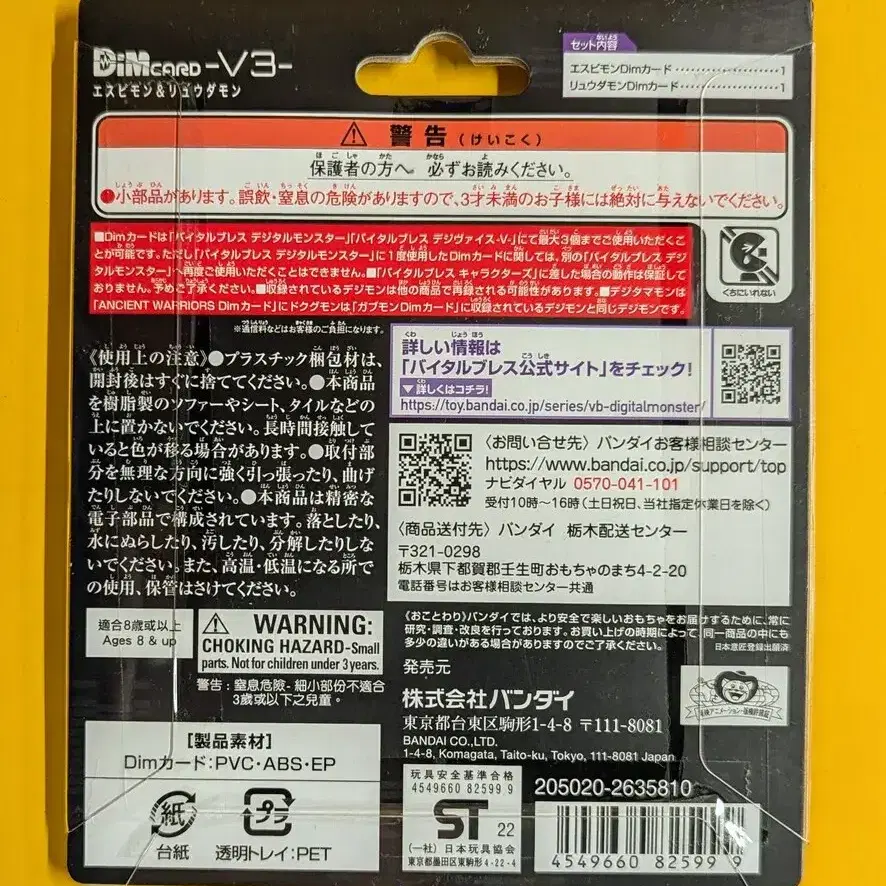 DiMCARD -V3-
エスピモン&リュウダモン
セット内容
エスピモンDimカード 1
リュウダモンDimカード 1
警告(けいこく)
保護者の方へ 必ずお読みください。
小部品があります。誤飲・窒息の危険がありますので、3才未満のお子様には絶対に与えないでください。
■Dimカードは「バイタルブレス デジタルモンスター」「バイタルブレス デジヴァイス-V-」にて最大3個までご使用いただくこ
とが可能です。ただし「バイタルブレス デジタルモンスター」に1度使用したDimカードに関しては、別の「バイタルブレス デジ
タルモンスター」へ再度ご使用いただくことはできません。■「バイタルブレス キャラクターズ」に差した場合の動作は保証して
おりません。予めご了承ください。■収録されているデジモンは他の商品で再録される可能性があります。■デジタマモンは
「ANCIENT WARRIORS Dimカード」にドクグモンは「ガブモンDimカード」に収録されているデジモンと同じデジモンです。
くちにいれない
※通信料などはお客様のご負担になります。
《使用上の注意》●プラスチック梱包材は、
開封後はすぐに捨ててください。●本商品
を樹脂製のソファーやシート、タイルなどの
上に置かないでください。長時間接触して
いると色が移る場合があります。●取付部
分を無理な方向に強く引っ張ったり、曲げ
たりしないでください。●本商品は精密な
電子部品で構成されています。落としたり、
水にぬらしたり、汚したり、分解したりしな
いでください。また、高温・低温になる所で
の使用、保管はさけてください。
詳しい情報は
「バイタルブレス公式サイト」をチェック!
▼詳しくはコチラ!
https://toy.bandai.co.jp/series/vb-digitalmonster/
〈お問い合せ先〉バンダイお客様相談センター
https://www.bandai.co.jp/support/top
ナビダイヤル 0570-041-101
受付10時〜16時(土日祝日、当社指定休業日を除く)
〈商品送付先〉バンダイ 栃木配送センター
〒321-0298
栃木県下都賀郡壬生町おもちゃのまち4-2-20
電話番号はお客様相談センター共通
適合8歲或以上
Ages 8 & up
WARNING:
CHOKING HAZARD-Small
parts. Not for children under 3 years.
警告:窒息危險-細小部份不適合
3歲或以下之兒童。
《おことわり》バンダイでは、より安全で楽しいおもちゃをお届けするために、常に
研究・調査・改良を行っております。お買い上げの時期によって、同一商品の中にも
多少の違いがある場合がありますのでご了承ください。 日本意匠登録出願済
発売元
株式会社バンダイ
東京都台東区駒形1-4-8 〒111-8081
BANDAI CO.,LTD.
1-4-8, Komagata, Taito-ku, Tokyo, 111-8081 Japan
【製品素材】
Dimカード:PVC・ABS・EP
紙
台紙
プラ
透明トレイ:PET
玩具安全基準合格
4549660 82599 9
ST 22
(一社)日本玩具協会
東京都墨田区東駒形4-22-4
205020-2635810
4549660 825999